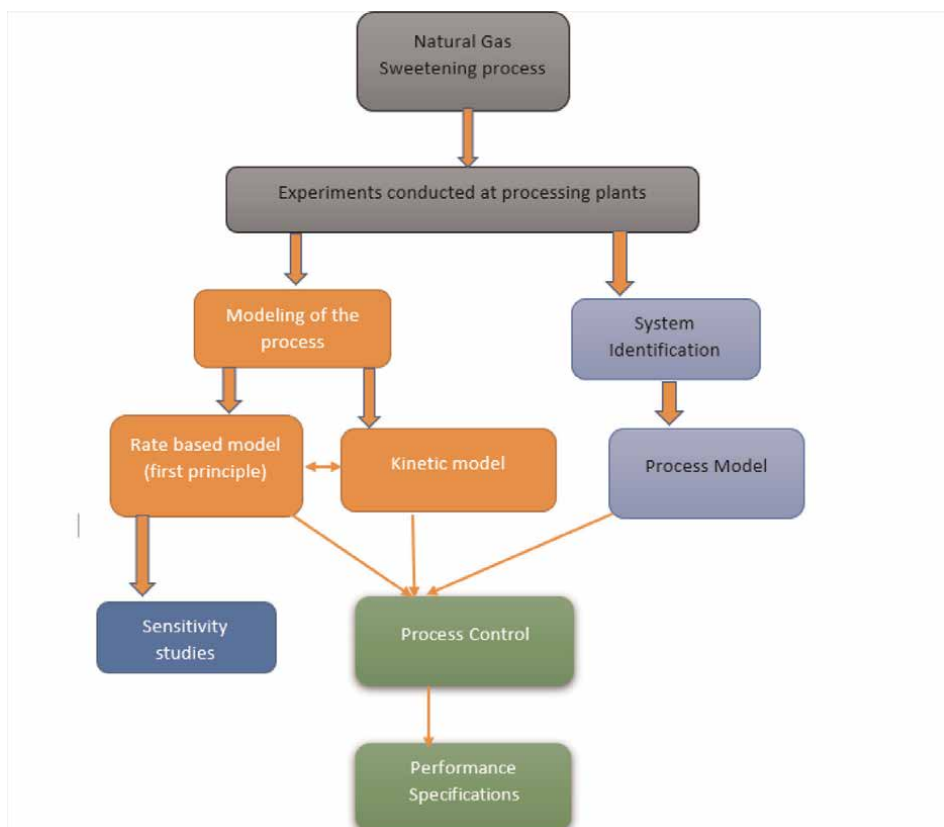 Natural Gas
Sweetening process
Experiments conducted at processing plants
Modeling of the
process
System
Identification
Rate based model
(first principle)
Kinetic model
Process Model
Sensitivity
studies
Process Control
Performance
Specifications